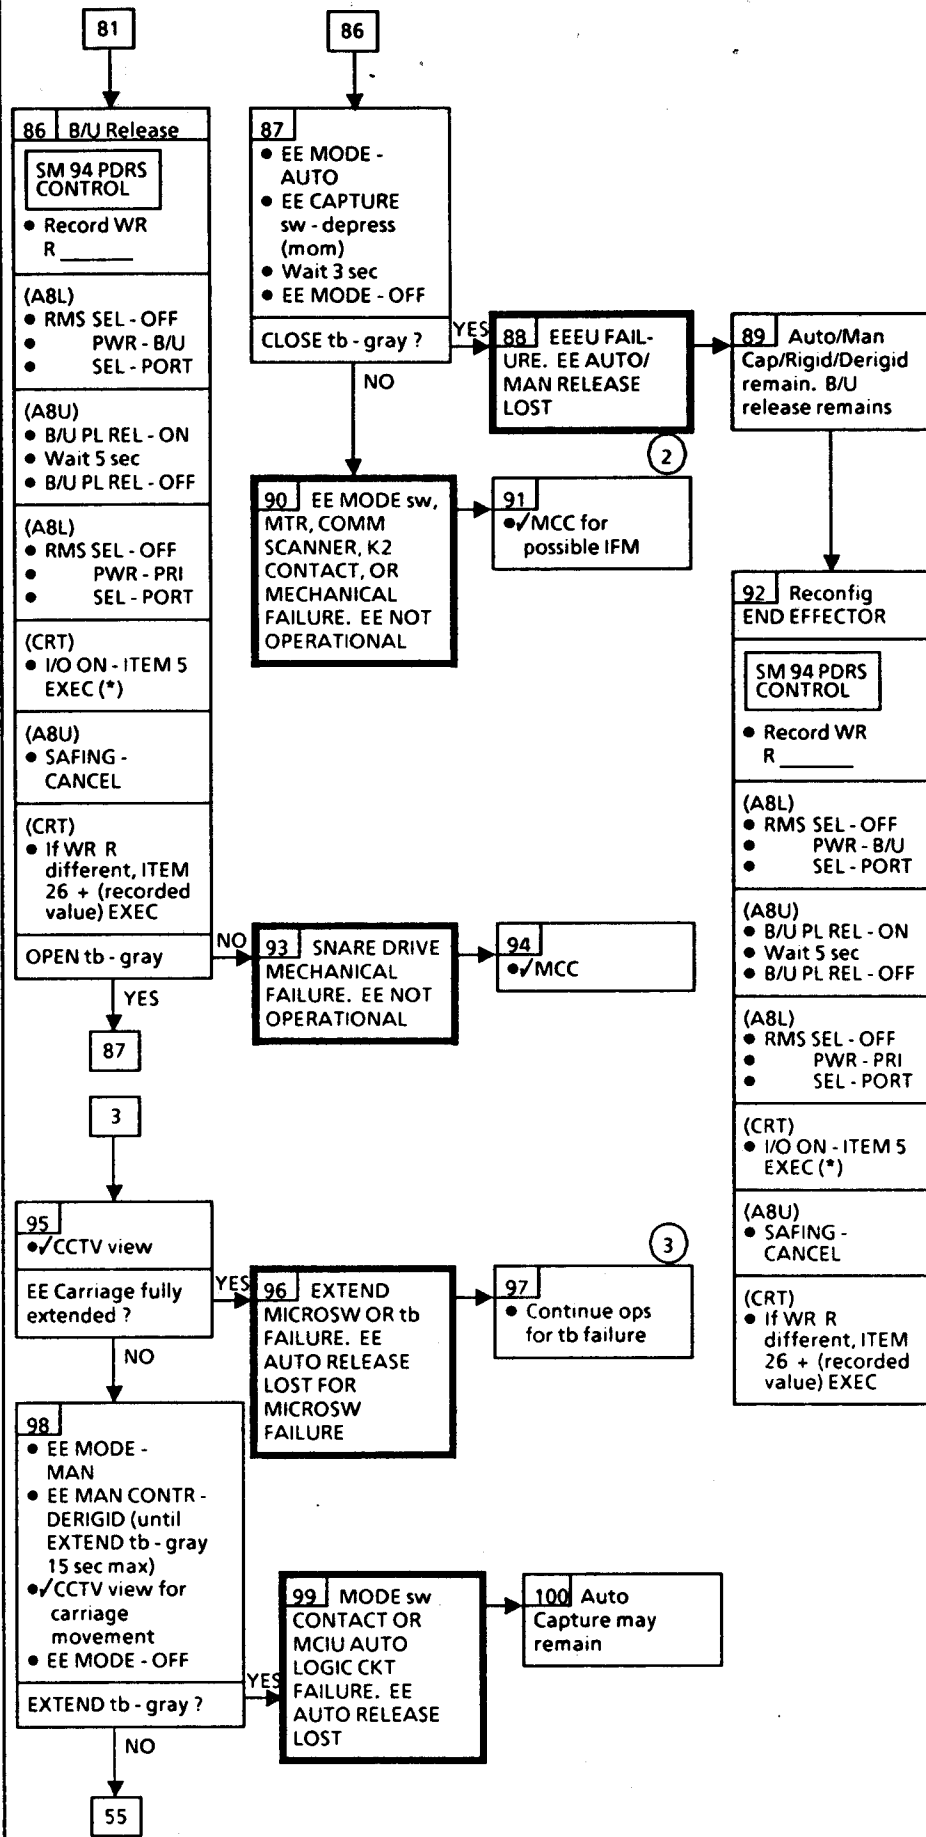 81
86
86 B/U Release
SM 94 PDRS
CONTROL
● Record WR
R ______
(A8L)
● RMS SEL - OFF
● PWR - B/U
● SEL - PORT
(A8U)
● B/U PL REL - ON
● Wait 5 sec
● B/U PL REL - OFF
(A8L)
● RMS SEL - OFF
● PWR - PRI
● SEL - PORT
(CRT)
● I/O ON - ITEM 5
EXEC (*)
(A8U)
● SAFING -
CANCEL
(CRT)
● If WR R
different, ITEM
26 + (recorded
value) EXEC
OPEN tb - gray
NO
YES
87
87
● EE MODE -
AUTO
● EE CAPTURE
sw - depress
(mom)
● Wait 3 sec
● EE MODE - OFF
CLOSE tb - gray ?
YES
NO
88 EEEU FAIL-
URE. EE AUTO/
MAN RELEASE
LOST
89 Auto/Man
Cap/Rigid/Derigid
remain. B/U
release remains
2
90 EE MODE sw,
MTR, COMM
SCANNER, K2
CONTACT, OR
MECHANICAL
FAILURE. EE NOT
OPERATIONAL
91
●✓MCC for
possible IFM
92 Reconfig
END EFFECTOR
SM 94 PDRS
CONTROL
● Record WR
R ______
(A8L)
● RMS SEL - OFF
● PWR - B/U
● SEL - PORT
(A8U)
● B/U PL REL - ON
● Wait 5 sec
● B/U PL REL - OFF
(A8L)
● RMS SEL - OFF
● PWR - PRI
● SEL - PORT
(CRT)
● I/O ON - ITEM 5
EXEC (*)
(A8U)
● SAFING -
CANCEL
(CRT)
● If WR R
different, ITEM
26 + (recorded
value) EXEC
93 SNARE DRIVE
MECHANICAL
FAILURE. EE NOT
OPERATIONAL
94
●✓MCC
3
95
●✓CCTV view
EE Carriage fully
extended ?
YES
NO
96 EXTEND
MICROSW OR tb
FAILURE. EE
AUTO RELEASE
LOST FOR
MICROSW
FAILURE
3
97
● Continue ops
for tb failure
98
● EE MODE -
MAN
● EE MAN CONTR -
DERIGID (until
EXTEND tb - gray
15 sec max)
●✓CCTV view for
carriage
movement
● EE MODE - OFF
EXTEND tb - gray ?
YES
NO
99 MODE sw
CONTACT OR
MCIU AUTO
LOGIC CKT
FAILURE. EE
AUTO RELEASE
LOST
100 Auto
Capture may
remain
55